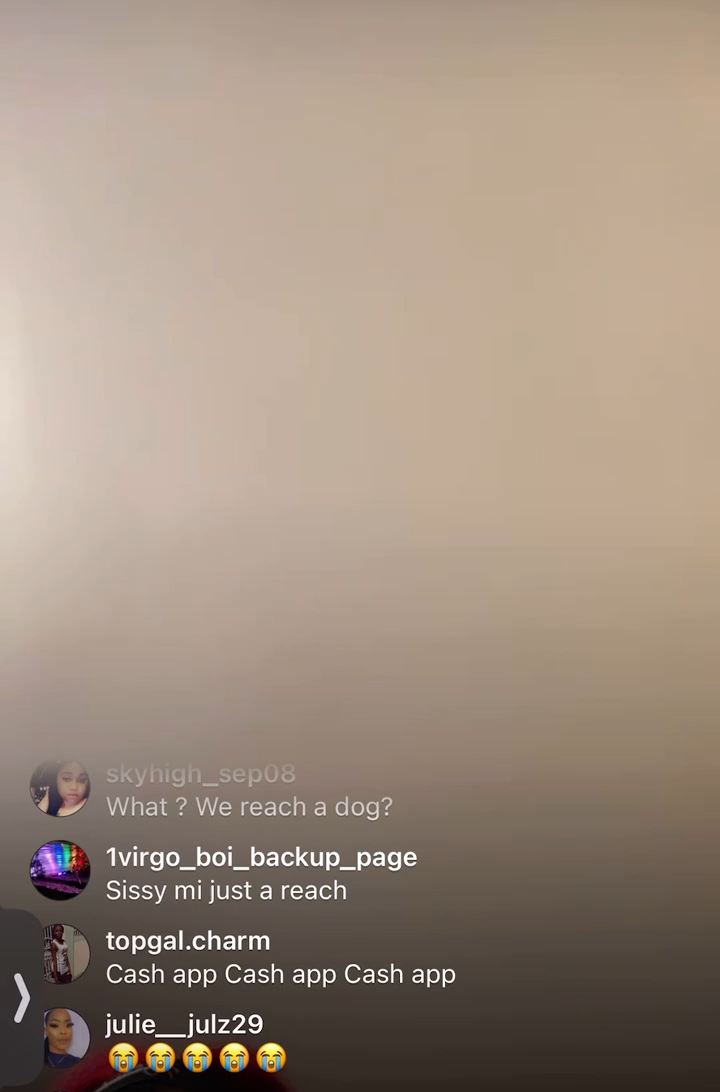 skyhigh_sep08
What ? We reach a dog?
1virgo_boi_backup_page
Sissy mi just a reach
topgal.charm
Cash app Cash app Cash app
julie__julz29
😭😭😭😭😭